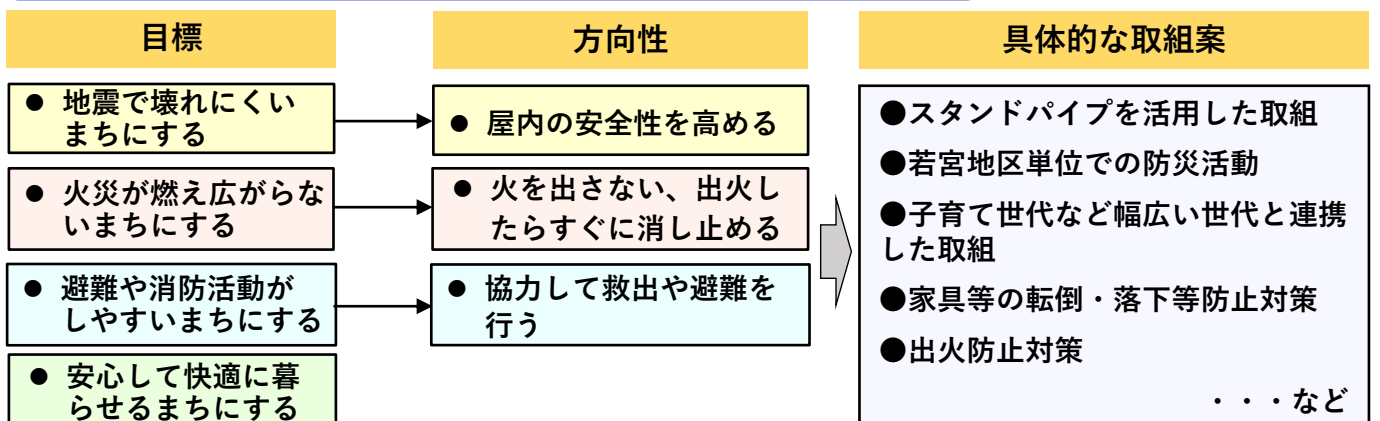 目標
方向性
具体的な取組案
● 地震で壊れにくい
まちにする
● 屋内の安全性を高める
● 火災が燃え広がらな
いまちにする
● 火を出さない、出火し
たらすぐに消し止める
● 避難や消防活動が
しやすいまちにする
● 協力して救出や避難を
行う
● 安心して快適に暮
らせるまちにする
●スタンドパイプを活用した取組
●若宮地区単位での防災活動
●子育て世代など幅広い世代と連携
した取組
●家具等の転倒・落下等防止対策
●出火防止対策
・・・など